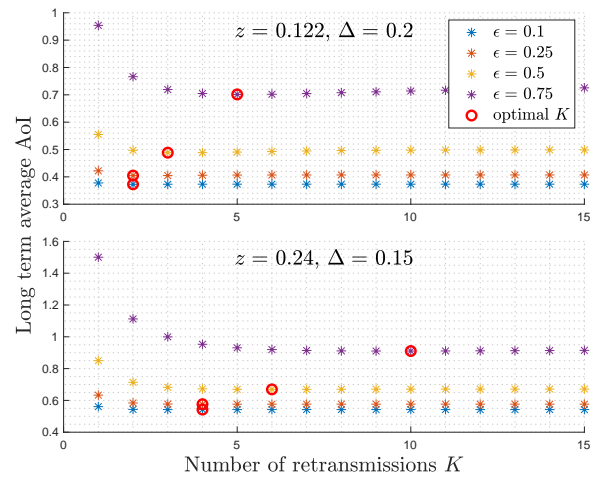 Long term average AoI
1
0.9
0.8
0.7
0.6
0.5
0.4
0.3
0 5 10 15
z = 0.122, Δ = 0.2
ϵ = 0.1
ϵ = 0.25
ϵ = 0.5
ϵ = 0.75
optimal K
1.6
1.4
1.2
1
0.8
0.6
0.4
0 5 10 15
z = 0.24, Δ = 0.15
Number of retransmissions K